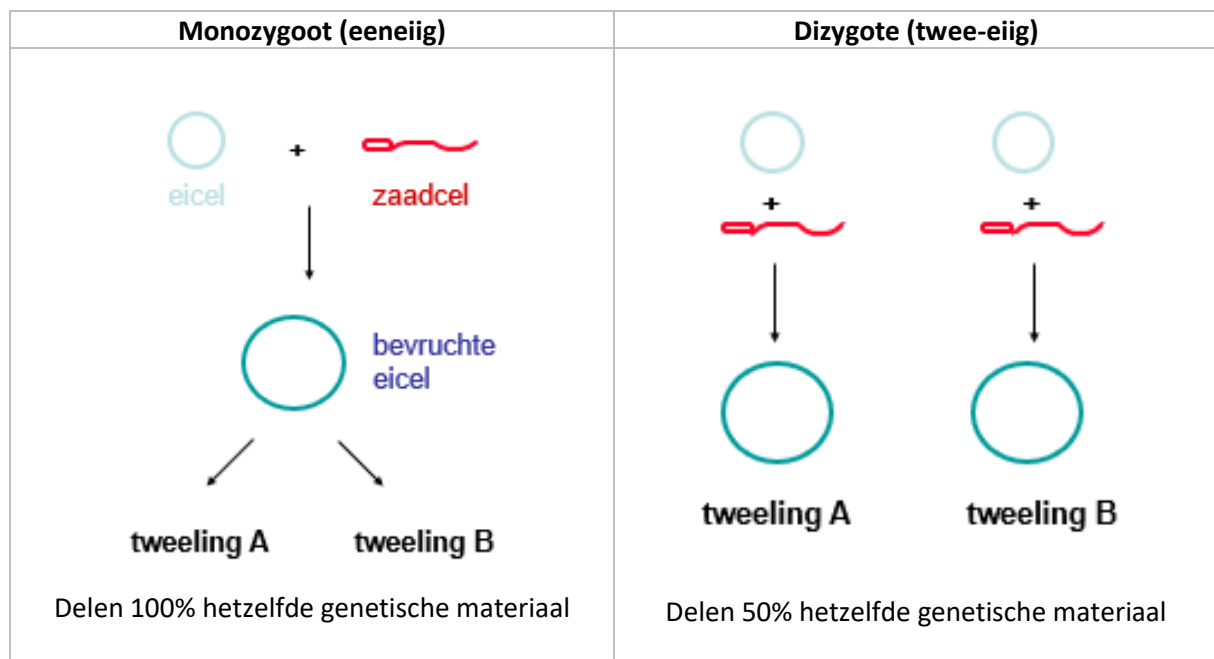 Monozygoot (eeneiig)
eicel
+
zaadcel
bevruchte
eicel
tweeling A
tweeling B
Delen 100% hetzelfde genetische materiaal
Dizygote (twee-eiig)
+
+
tweeling A
tweeling B
Delen 50% hetzelfde genetische materiaal